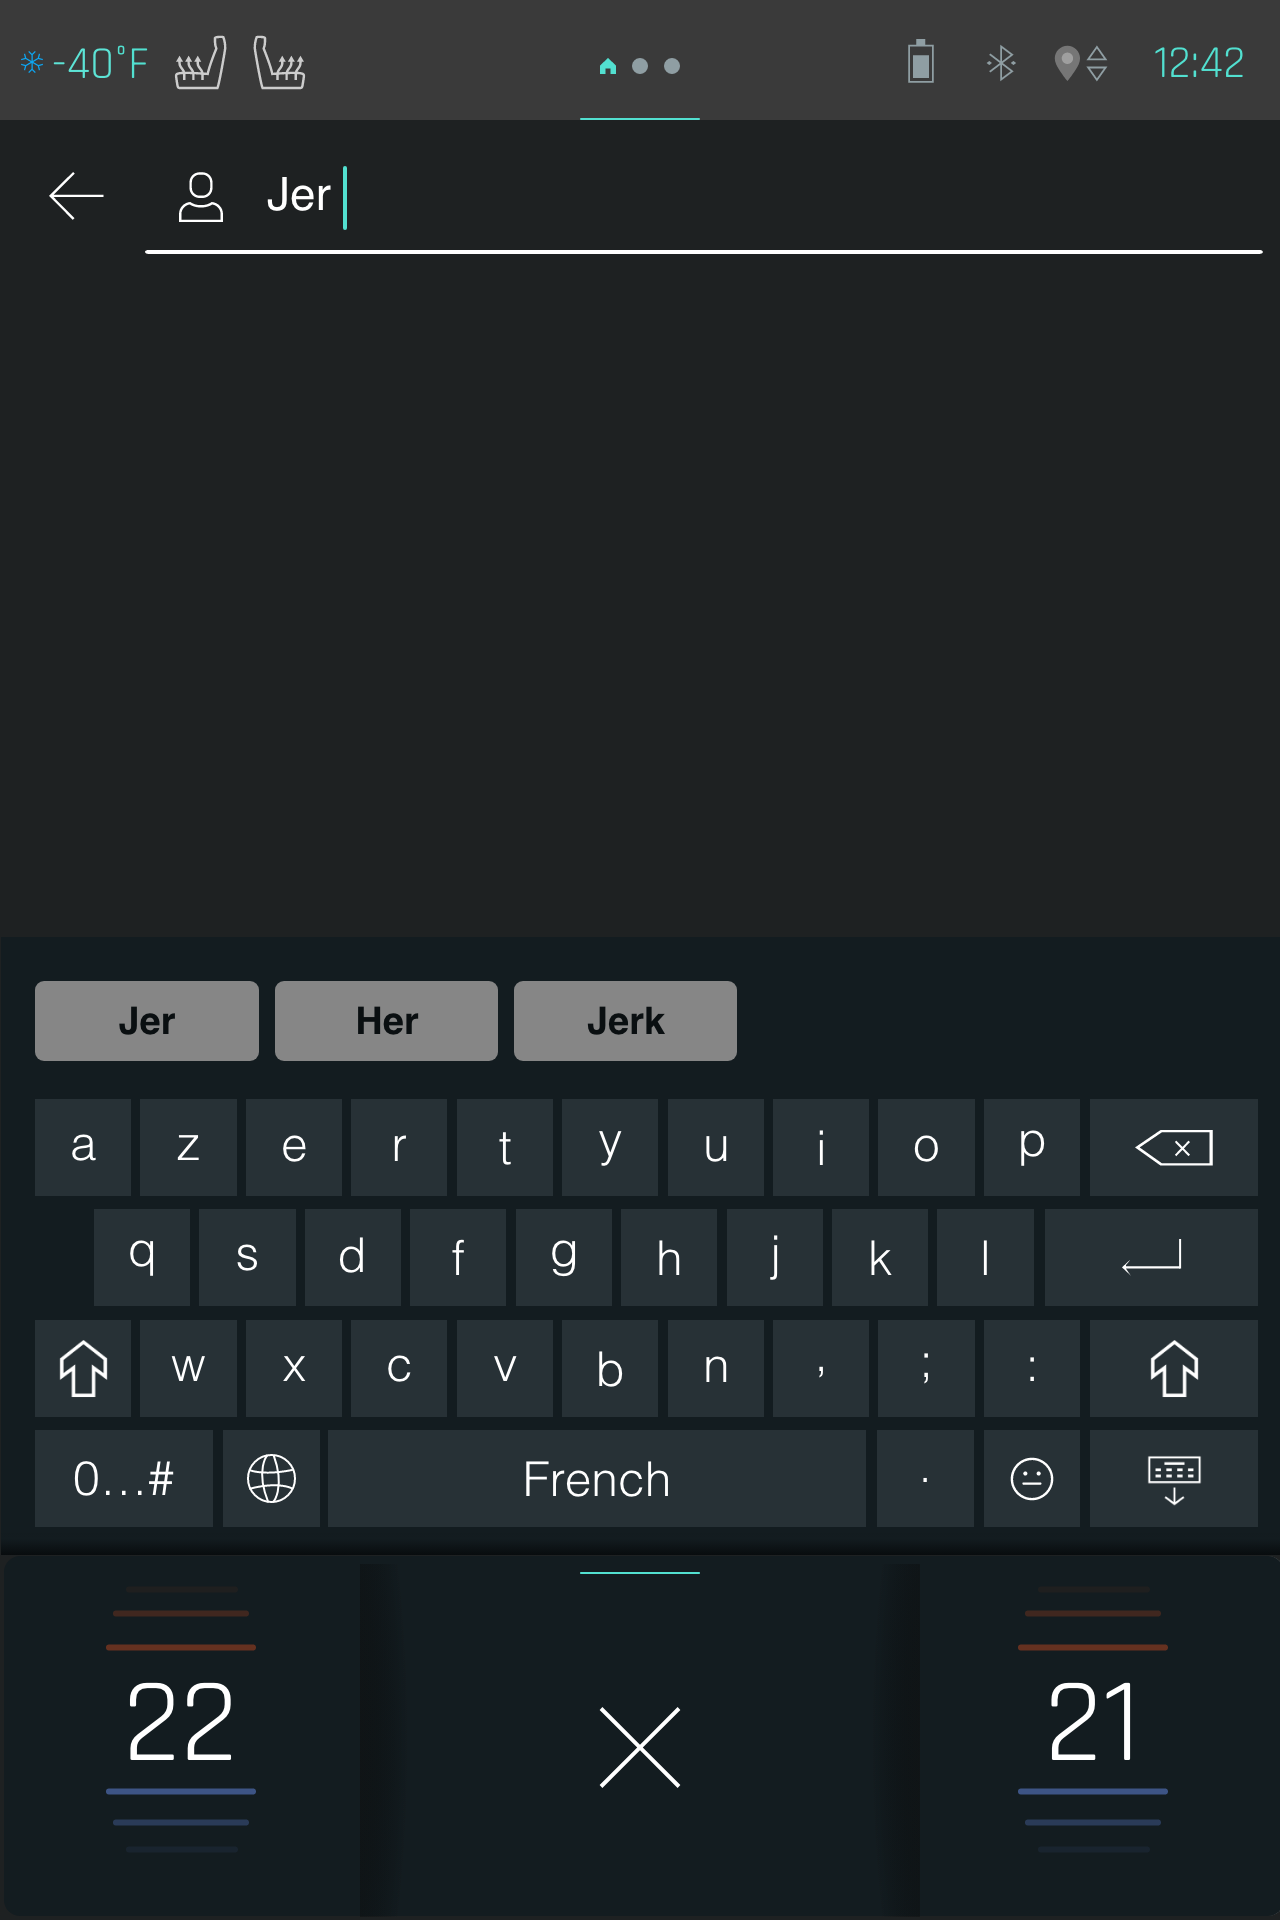 -40°F 12:42
Jer
Jer Her Jerk
a z e r t y u i o p
q s d f g h j k l
w x c v b n , ; :
0...# French .
22 21